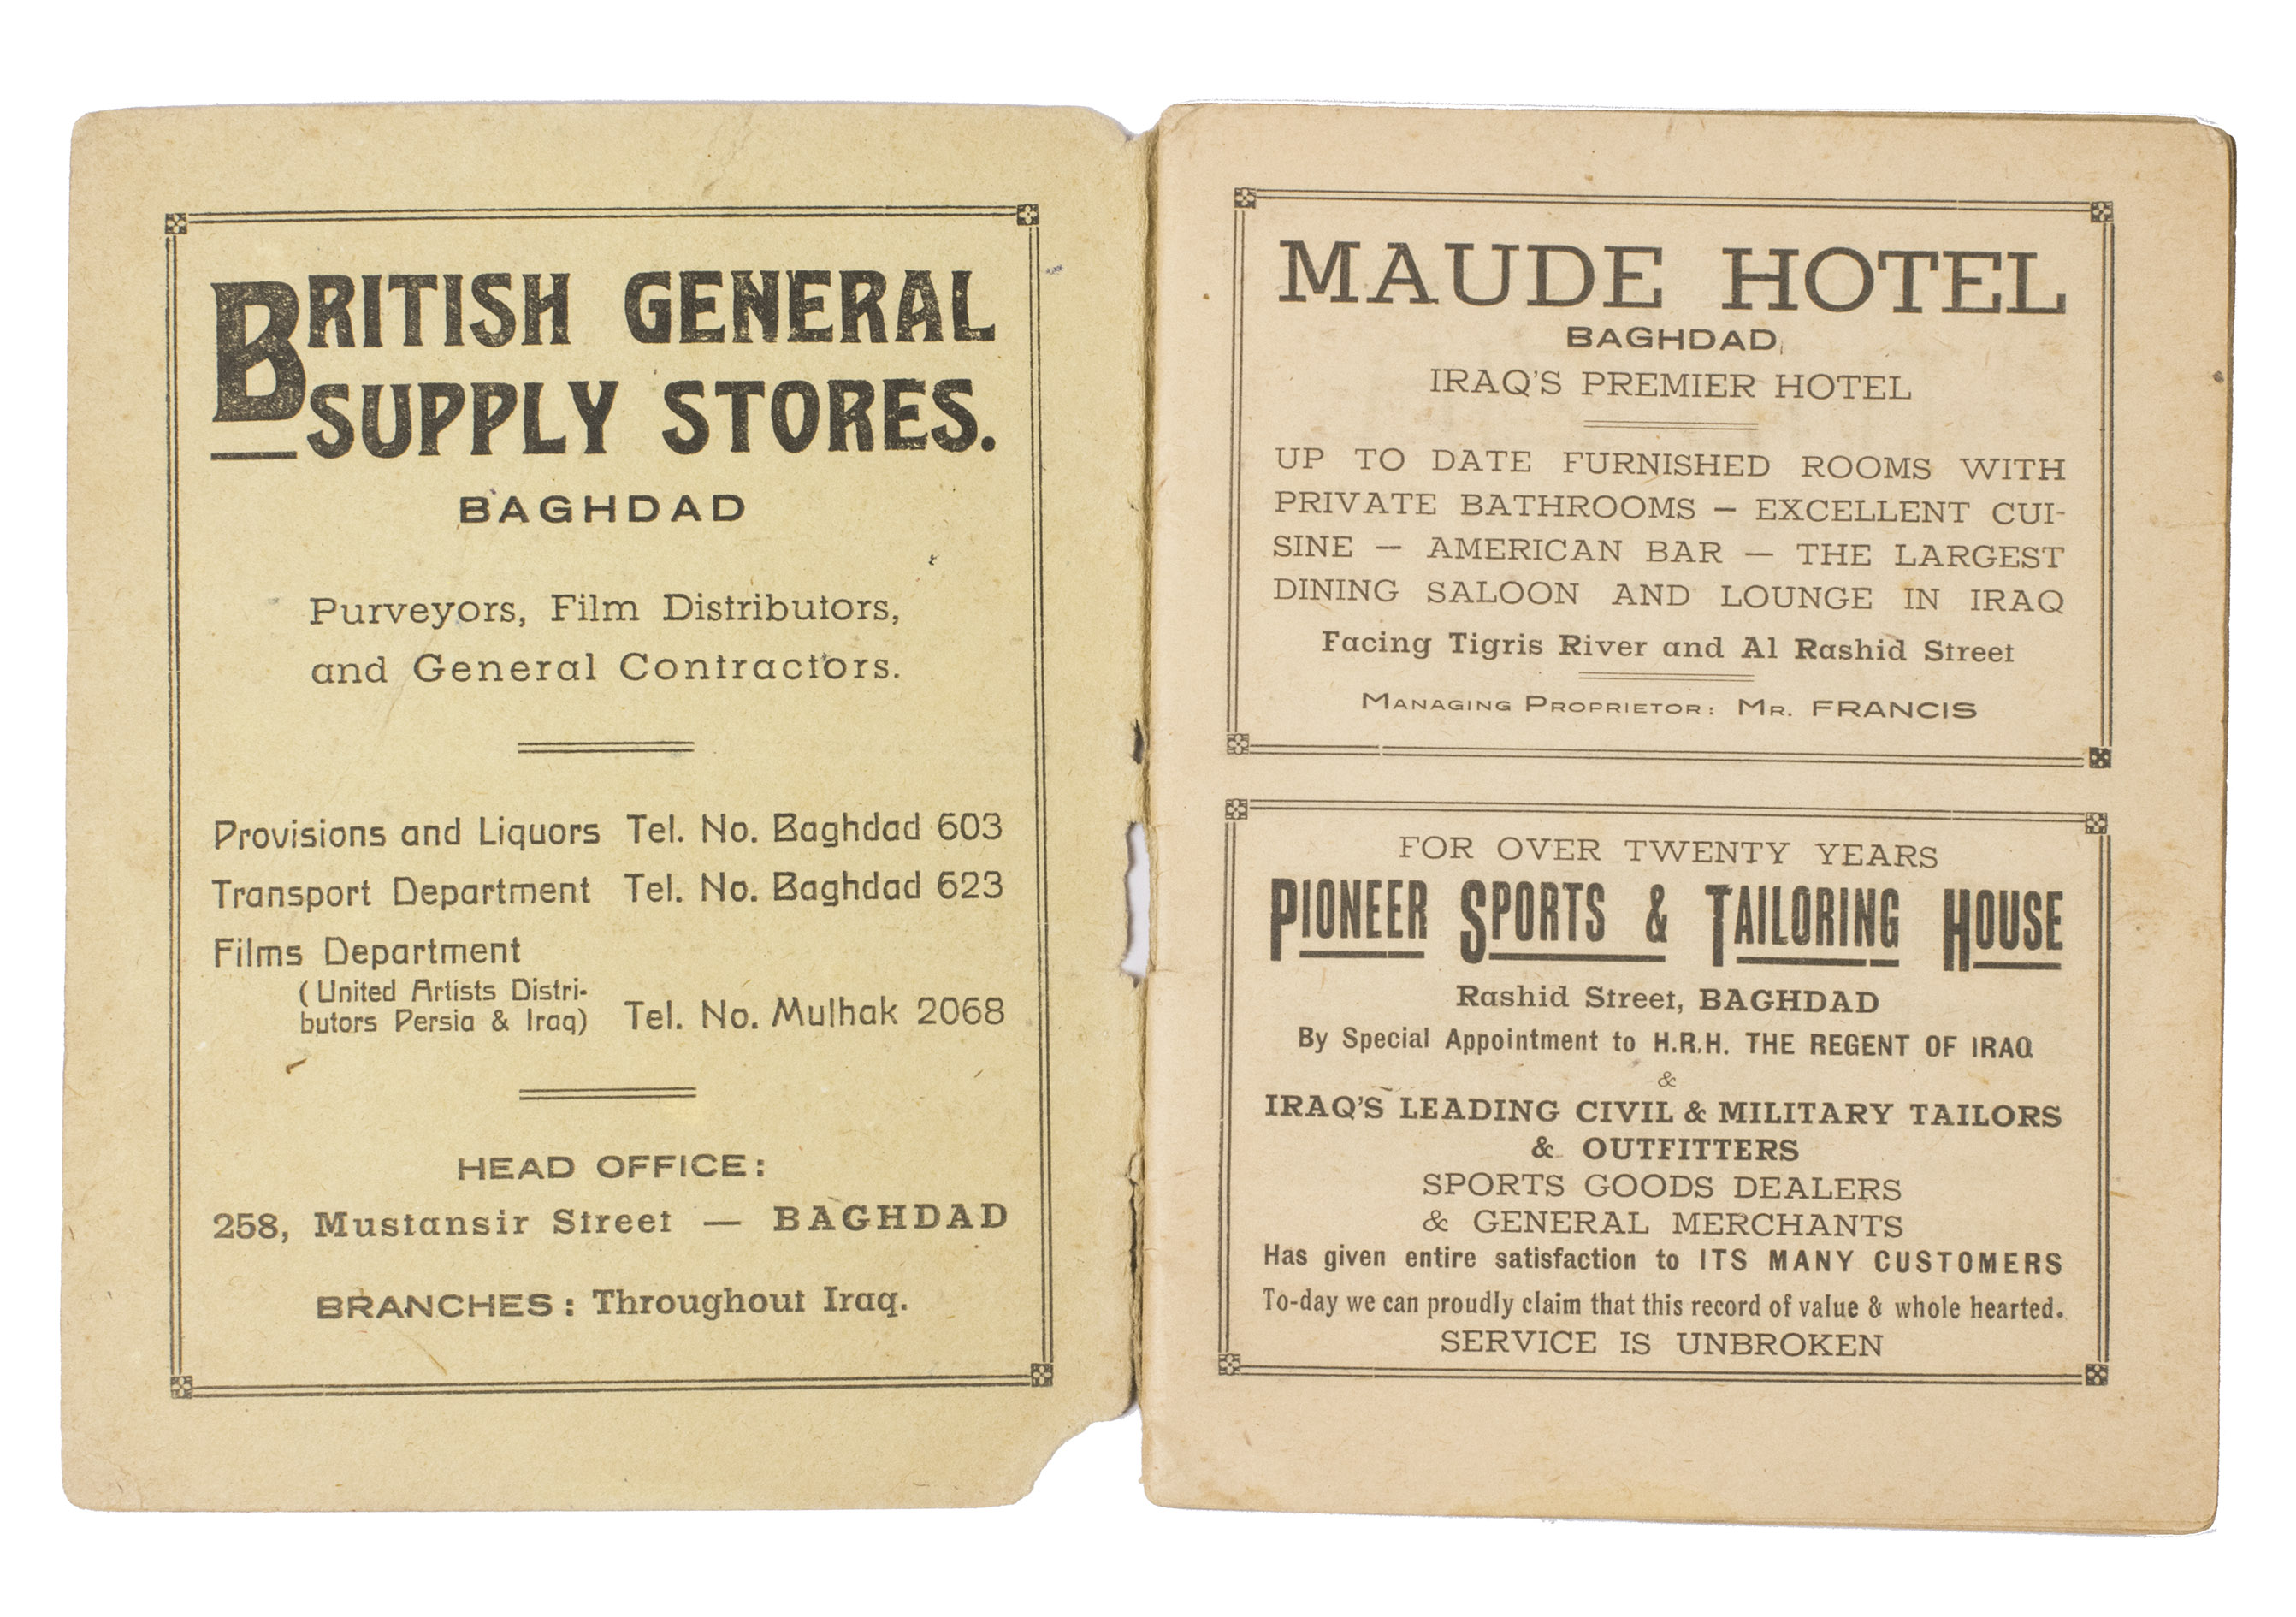 BRITISH GENERAL
SUPPLY STORES.
BAGHDAD
Purveyors, Film Distributors,
and General Contractors.
Provisions and Liquors Tel. No. Baghdad 603
Transport Department Tel. No. Baghdad 623
Films Department
(United Artists Distri-
butors Persia & Iraq) Tel. No. Mulhak 2068
HEAD OFFICE:
258, Mustansir Street — BAGHDAD
BRANCHES: Throughout Iraq.
MAUDE HOTEL
BAGHDAD
IRAQ'S PREMIER HOTEL
UP TO DATE FURNISHED ROOMS WITH
PRIVATE BATHROOMS — EXCELLENT CUI-
SINE — AMERICAN BAR — THE LARGEST
DINING SALOON AND LOUNGE IN IRAQ
Facing Tigris River and Al Rashid Street
MANAGING PROPRIETOR: MR. FRANCIS
FOR OVER TWENTY YEARS
PIONEER SPORTS & TAILORING HOUSE
Rashid Street, BAGHDAD
By Special Appointment to H.R.H. THE REGENT OF IRAQ
&
IRAQ'S LEADING CIVIL & MILITARY TAILORS
& OUTFITTERS
SPORTS GOODS DEALERS
& GENERAL MERCHANTS
Has given entire satisfaction to ITS MANY CUSTOMERS
To-day we can proudly claim that this record of value & whole hearted.
SERVICE IS UNBROKEN